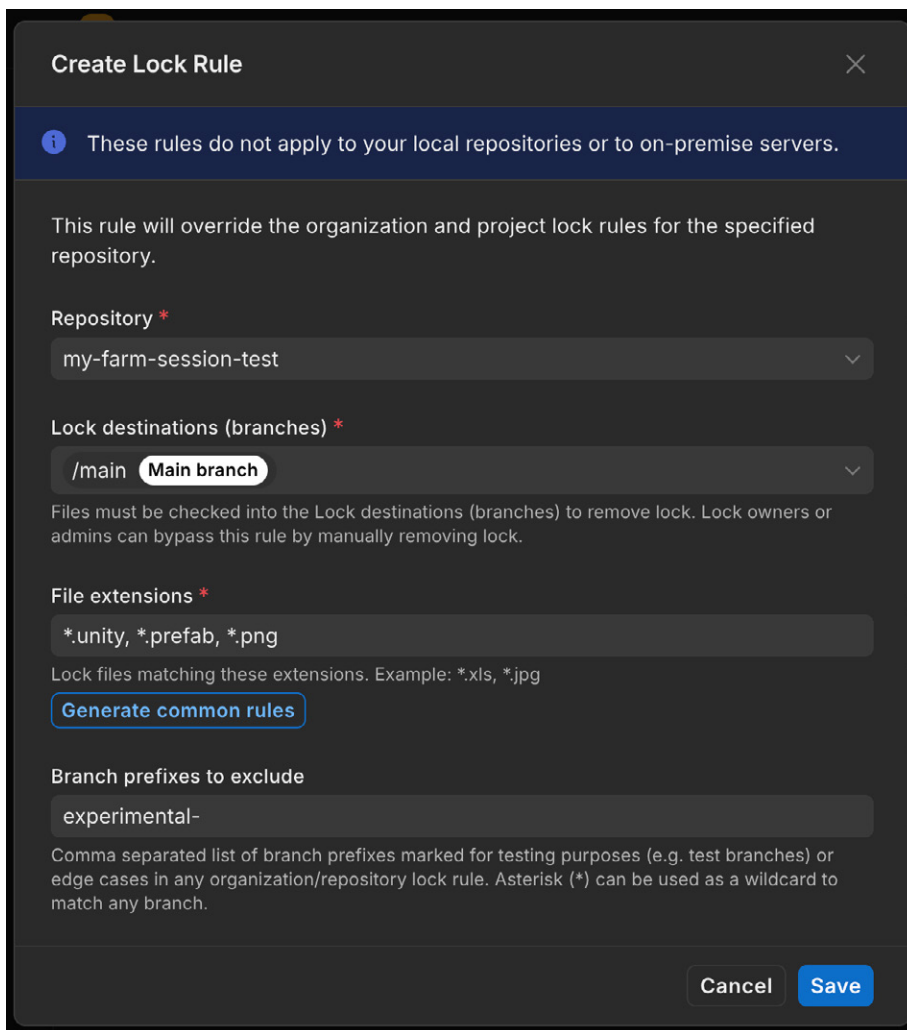 Create Lock Rule
These rules do not apply to your local repositories or to on-premise servers.
This rule will override the organization and project lock rules for the specified
repository.
Repository *
my-farm-session-test
Lock destinations (branches) *
/main Main branch
Files must be checked into the Lock destinations (branches) to remove lock. Lock owners or
admins can bypass this rule by manually removing lock.
File extensions *
*.unity, *.prefab, *.png
Lock files matching these extensions. Example: *.xls, *.jpg
Generate common rules
Branch prefixes to exclude
experimental-
Comma separated list of branch prefixes marked for testing purposes (e.g. test branches) or
edge cases in any organization/repository lock rule. Asterisk (*) can be used as a wildcard to
match any branch.
Cancel Save